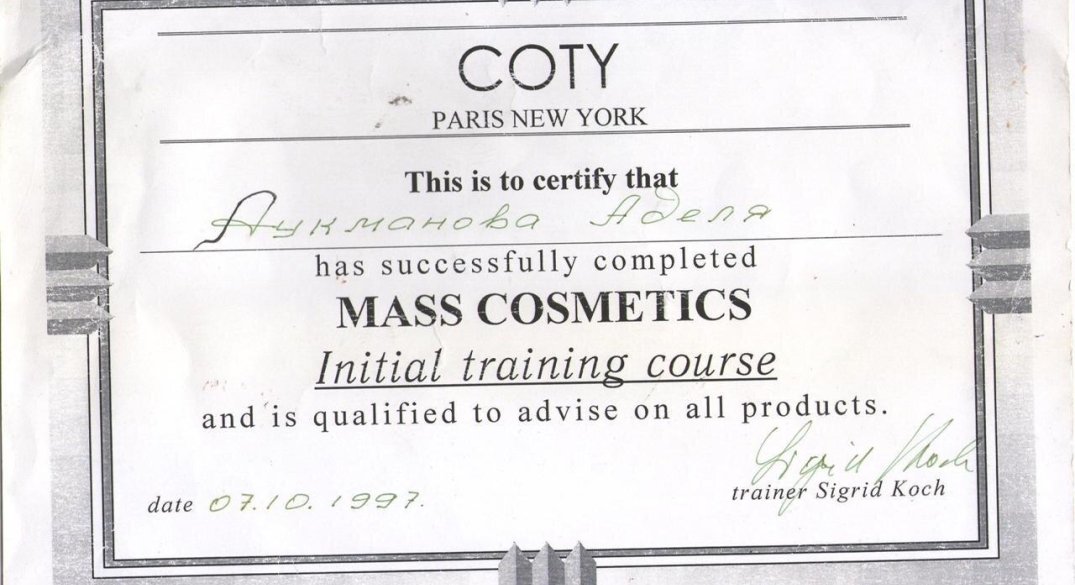 COTY
PARIS NEW YORK
This is to certify that
Аукманова Аделя
has successfully completed
MASS COSMETICS
Initial training course
and is qualified to advise on all products.
Sigrid Koch
trainer Sigrid Koch
date 07.10.1997.